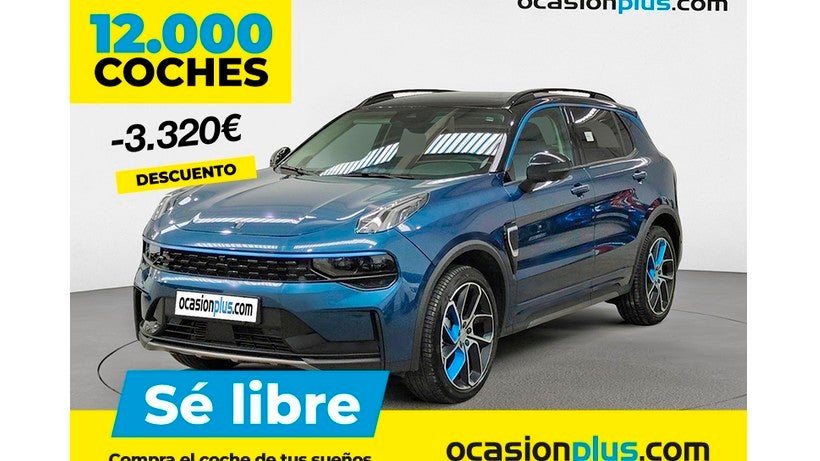 ocasionplus.com
12.000
COCHES
-3.320€
DESCUENTO
ocasionplus.com
Sé libre
Compra el coche de tus sueños
ocasionplus.com